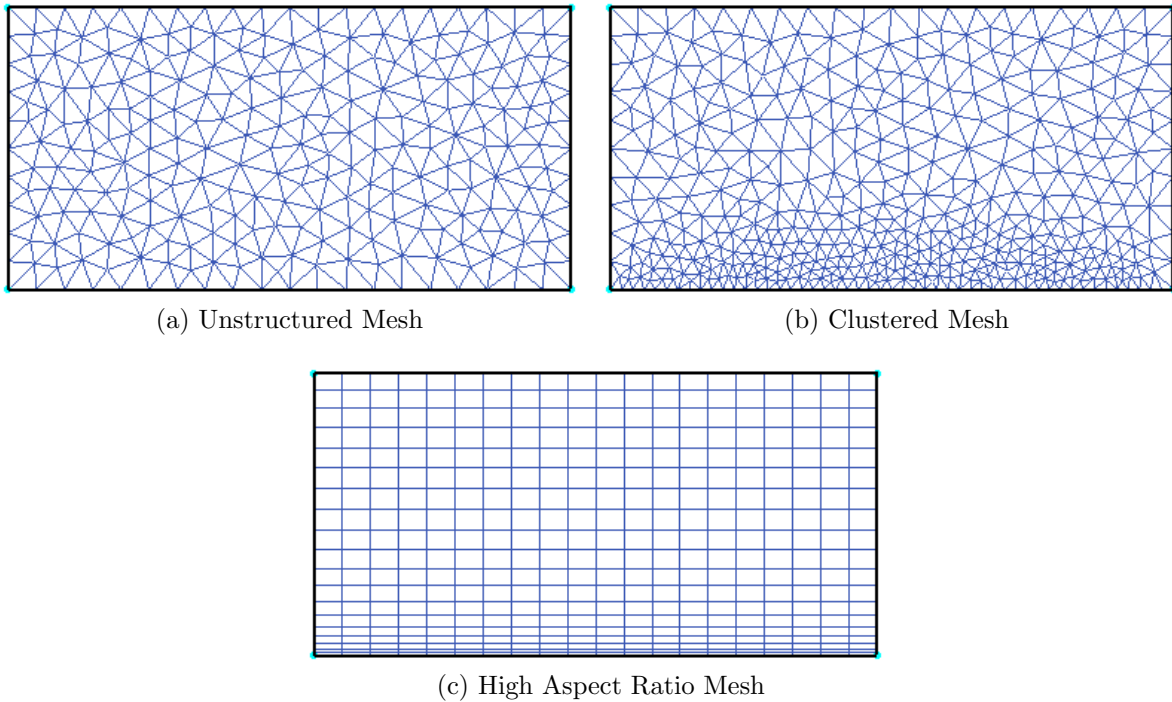 (a) Unstructured Mesh
(b) Clustered Mesh
(c) High Aspect Ratio Mesh